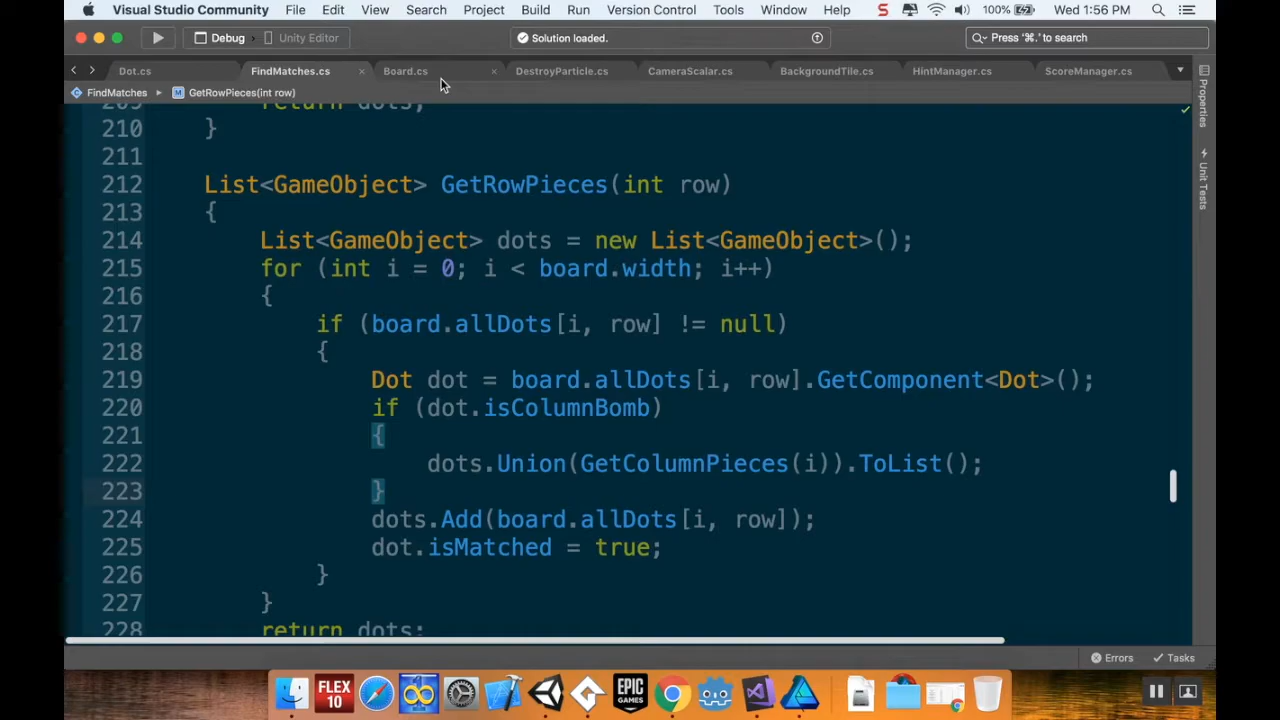 Visual Studio Community File Edit View Search Project Build Run Version Control Tools Window Help S 100% Wed 1:56 PM
Debug Unity Editor Solution loaded. Press '⌘.' to search
Dot.cs FindMatches.cs × Board.cs × DestroyParticle.cs CameraScalar.cs BackgroundTile.cs HintManager.cs ScoreManager.cs
FindMatches ▸ M GetRowPieces(int row)
Properties
Unit Tests
209 return dots;
210 }
211
212 List<GameObject> GetRowPieces(int row)
213 {
214 List<GameObject> dots = new List<GameObject>();
215 for (int i = 0; i < board.width; i++)
216 {
217 if (board.allDots[i, row] != null)
218 {
219 Dot dot = board.allDots[i, row].GetComponent<Dot>();
220 if (dot.isColumnBomb)
221 {
222 dots.Union(GetColumnPieces(i)).ToList();
223 }
224 dots.Add(board.allDots[i, row]);
225 dot.isMatched = true;
226 }
227 }
228 return dots;
Errors Tasks
FLEX 10 EPIC GAMES